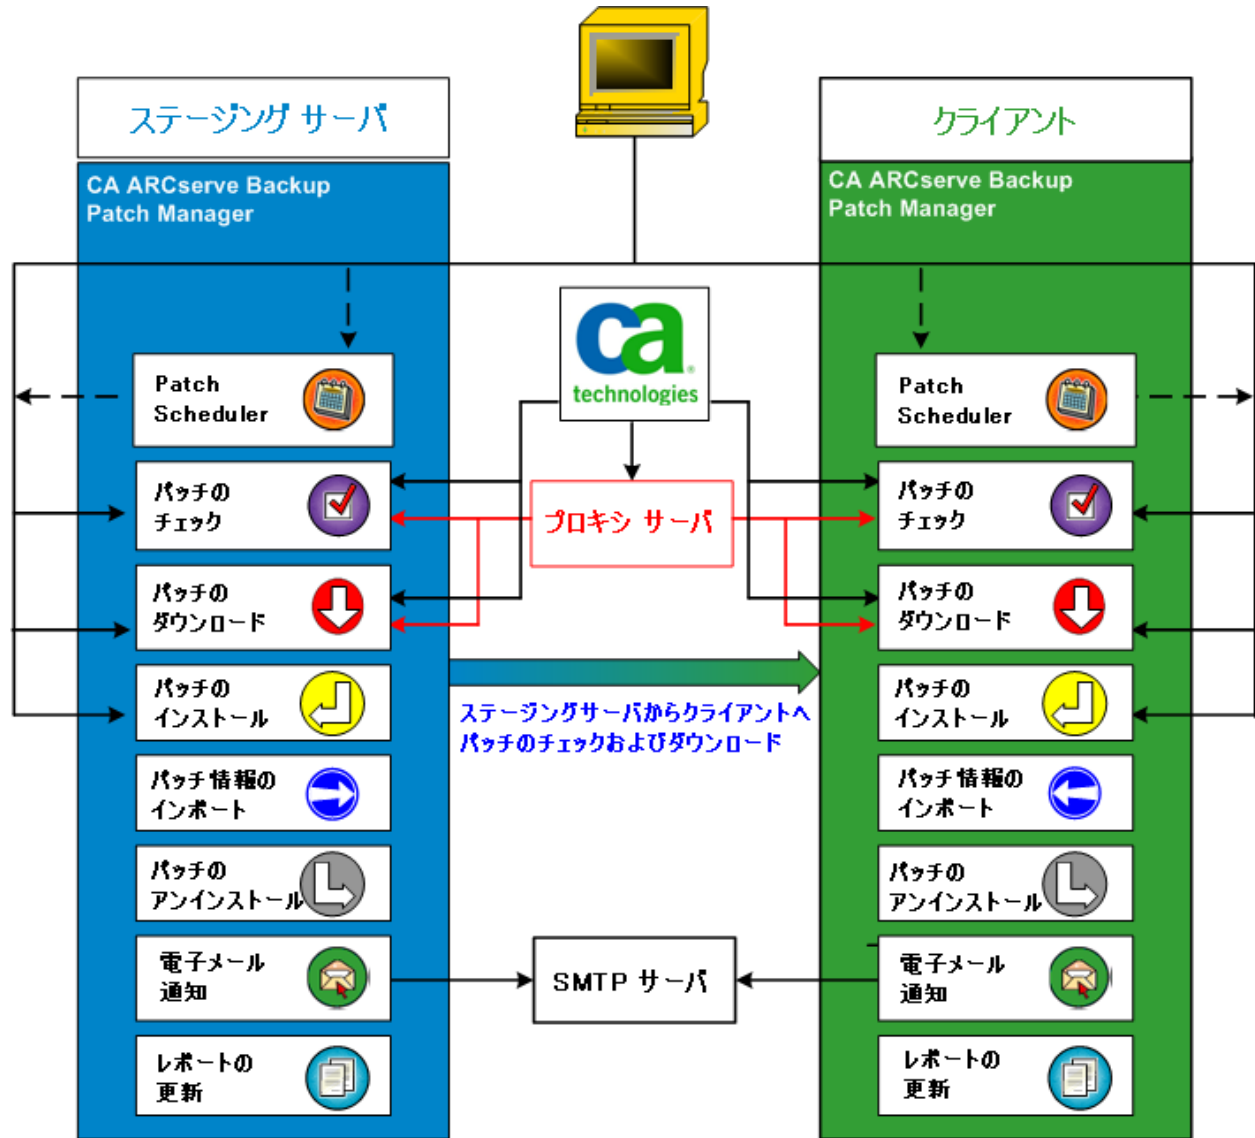 ステージング サーバ
CA ARCserve Backup
Patch Manager
Patch
Scheduler
パッチの
チェック
パッチの
ダウンロード
パッチの
インストール
パッチ情報の
インポート
パッチの
アンインストール
電子メール
通知
レポートの
更新
ca
technologies
プロキシ サーバ
ステージングサーバからクライアントへ
パッチのチェックおよびダウンロード
SMTP サーバ
クライアント
CA ARCserve Backup
Patch Manager
Patch
Scheduler
パッチの
チェック
パッチの
ダウンロード
パッチの
インストール
パッチ情報の
インポート
パッチの
アンインストール
電子メール
通知
レポートの
更新